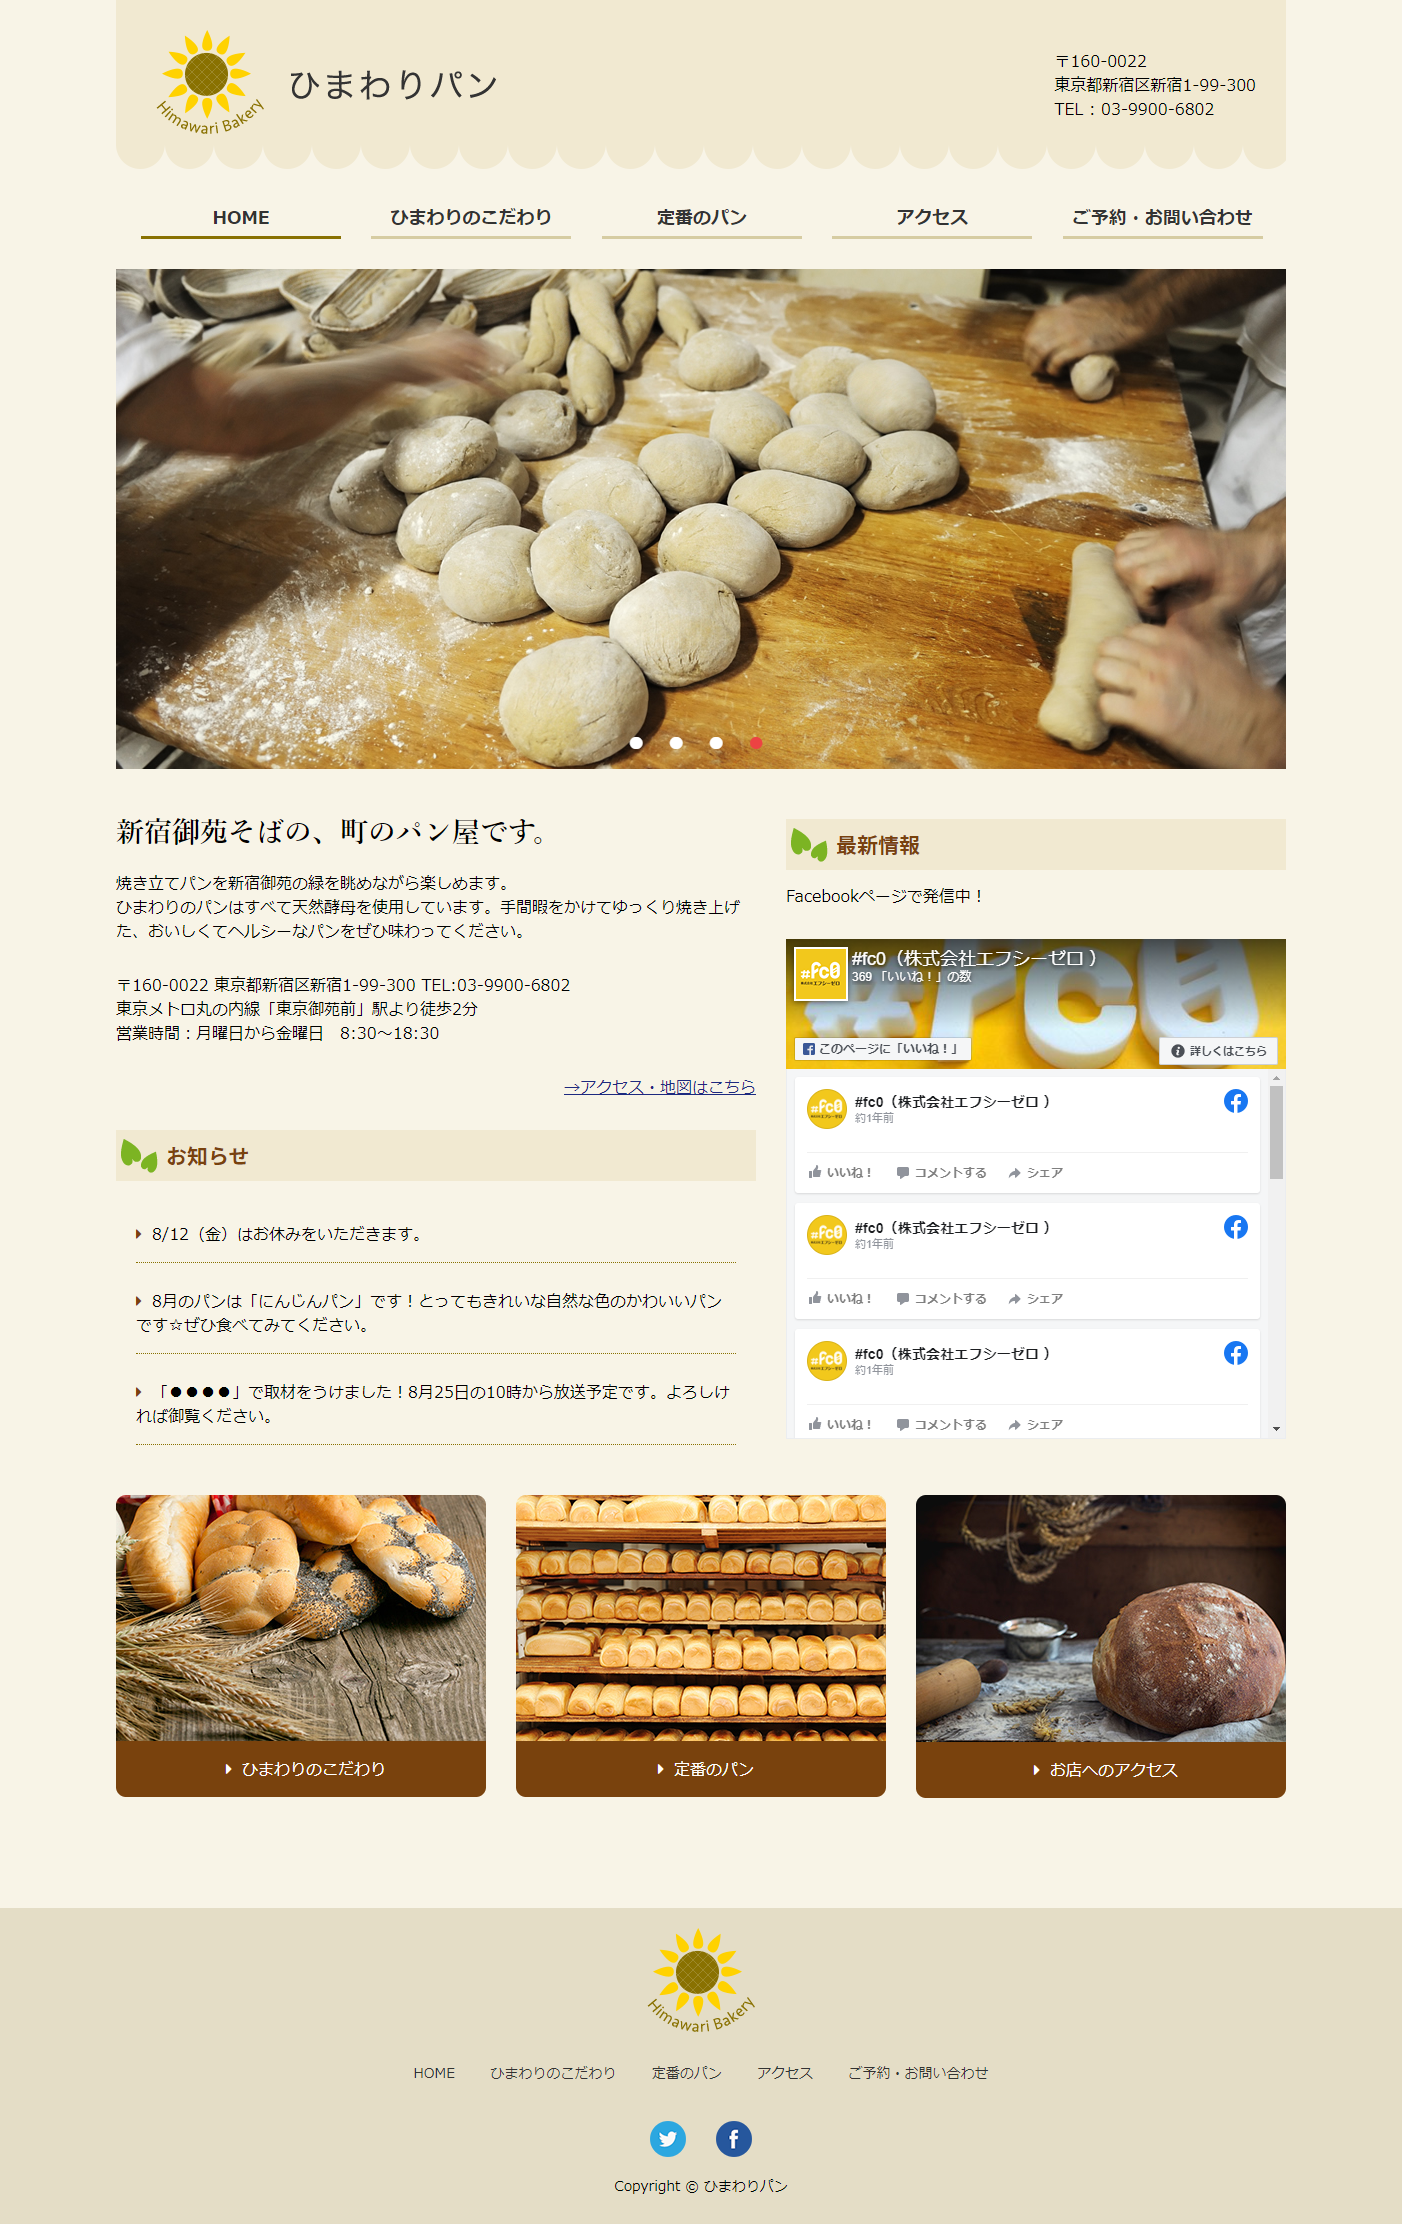 Himawari Bakery
ひまわりパン
〒160-0022
東京都新宿区新宿1-99-300
TEL：03-9900-6802
HOME
ひまわりのこだわり
定番のパン
アクセス
ご予約・お問い合わせ
新宿御苑そばの、町のパン屋です。
焼き立てパンを新宿御苑の緑を眺めながら楽しめます。
ひまわりのパンはすべて天然酵母を使用しています。手間暇をかけてゆっくり焼き上げ
た、おいしくてヘルシーなパンをぜひ味わってください。
〒160-0022 東京都新宿区新宿1-99-300 TEL:03-9900-6802
東京メトロ丸の内線「東京御苑前」駅より徒歩2分
営業時間：月曜日から金曜日　8:30～18:30
→アクセス・地図はこちら
お知らせ
8/12（金）はお休みをいただきます。
8月のパンは「にんじんパン」です！とってもきれいな自然な色のかわいいパン
です☆ぜひ食べてみてください。
「●●●●」で取材をうけました！8月25日の10時から放送予定です。よろしけ
れば御覧ください。
最新情報
Facebookページで発信中！
#fc0
株式会社エフシーゼロ
#fc0（株式会社エフシーゼロ ）
369 「いいね！」の数
#FC0
このページに「いいね！」
詳しくはこちら
#fc0
#fc0（株式会社エフシーゼロ ）
約1年前
いいね！
コメントする
シェア
#fc0
#fc0（株式会社エフシーゼロ ）
約1年前
いいね！
コメントする
シェア
#fc0
#fc0（株式会社エフシーゼロ ）
約1年前
いいね！
コメントする
シェア
ひまわりのこだわり
定番のパン
お店へのアクセス
Himawari Bakery
HOME
ひまわりのこだわり
定番のパン
アクセス
ご予約・お問い合わせ
Copyright © ひまわりパン